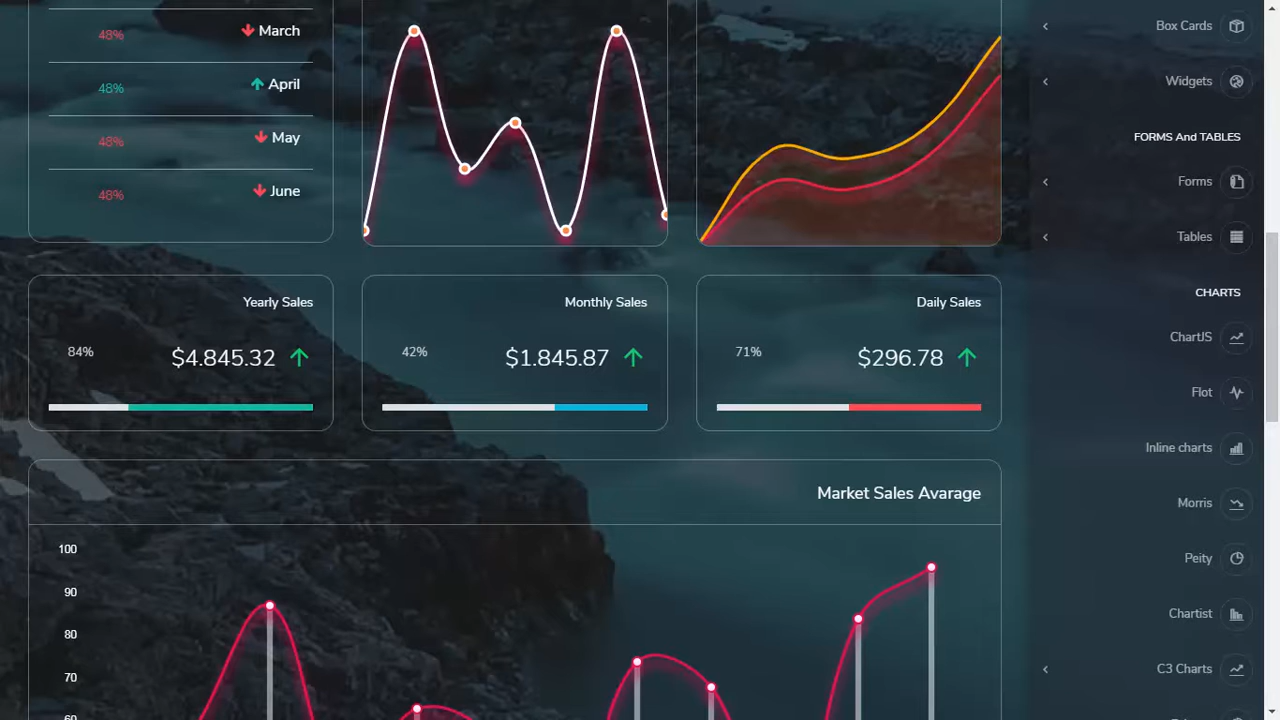 48% March
48% April
48% May
48% June
Yearly Sales
84% $4.845.32
Monthly Sales
42% $1.845.87
Daily Sales
71% $296.78
Market Sales Avarage
100
90
80
70
60
Box Cards
Widgets
FORMS And TABLES
Forms
Tables
CHARTS
ChartJS
Flot
Inline charts
Morris
Peity
Chartist
C3 Charts